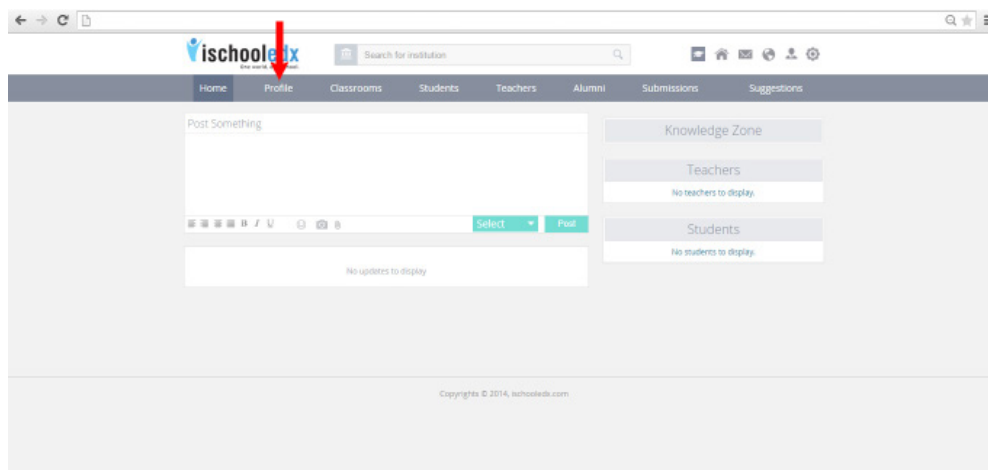 ischooledx
Search for institution
Home Profile Classrooms Students Teachers Alumni Submissions Suggestions
Post Something
Knowledge Zone
Teachers
No teachers to display.
B I U
Select Post
Students
No students to display.
No updates to display
Copyrights © 2014, ischooledx.com